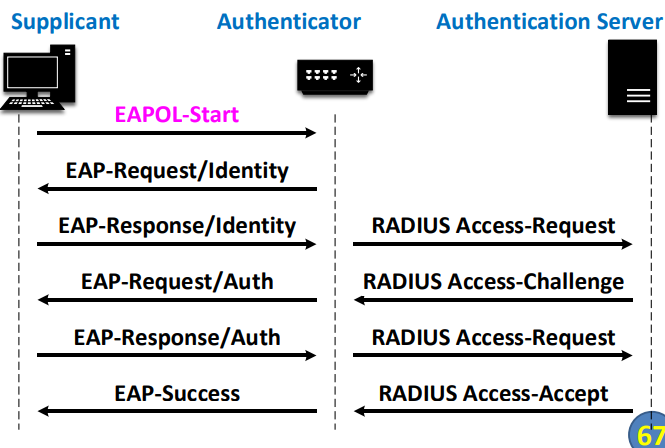 Supplicant Authenticator Authentication Server
EAPOL-Start
EAP-Request/Identity
EAP-Response/Identity RADIUS Access-Request
EAP-Request/Auth RADIUS Access-Challenge
EAP-Response/Auth RADIUS Access-Request
EAP-Success RADIUS Access-Accept
67